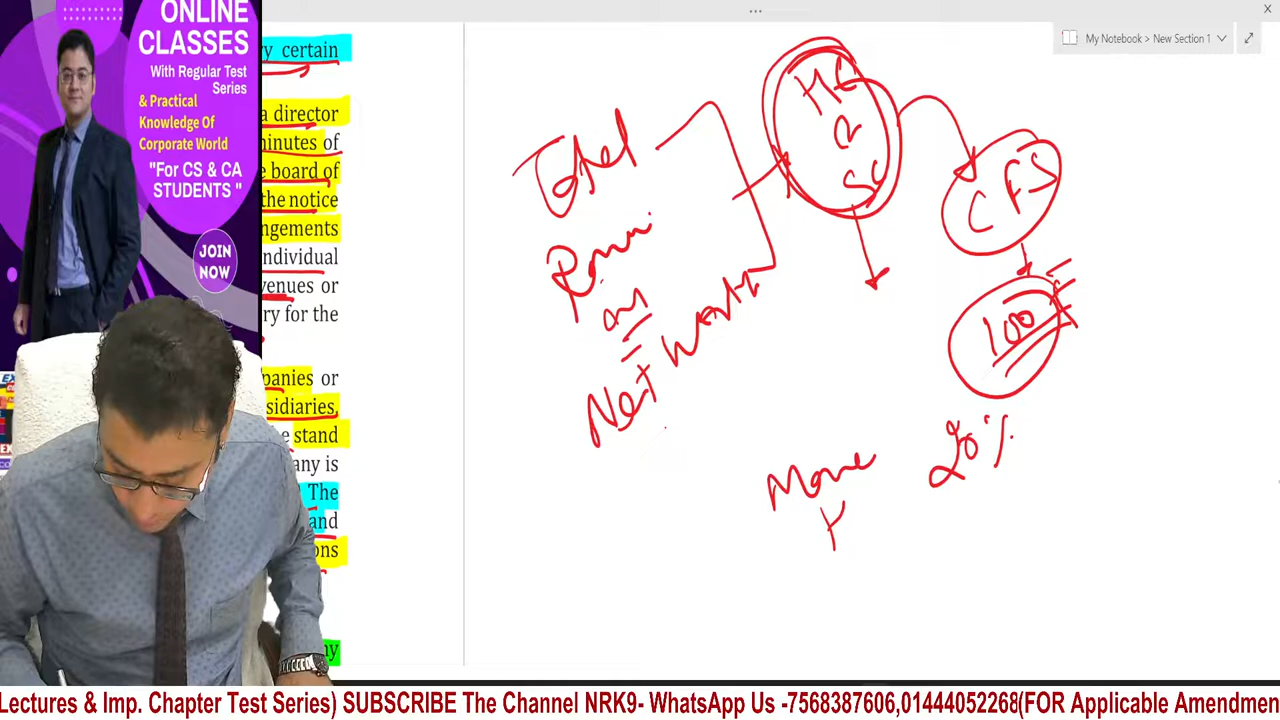 ONLINE
CLASSES
With Regular Test
Series
& Practical
Knowledge Of
Corporate World
"For CS & CA
STUDENTS "
JOIN
NOW
ry certain
a director
minutes of
e board of
the notice
ngements
ndividual
venues or
ry for the
panies or
sidiaries,
e stand
any is
The
and
ons
ny
My Notebook > New Section 1
Total
Net Worth
HC
&
SC
CFS
100
20%
More
Lectures & Imp. Chapter Test Series) SUBSCRIBE The Channel NRK9- WhatsApp Us -7568387606,01444052268(FOR Applicable Amendmen